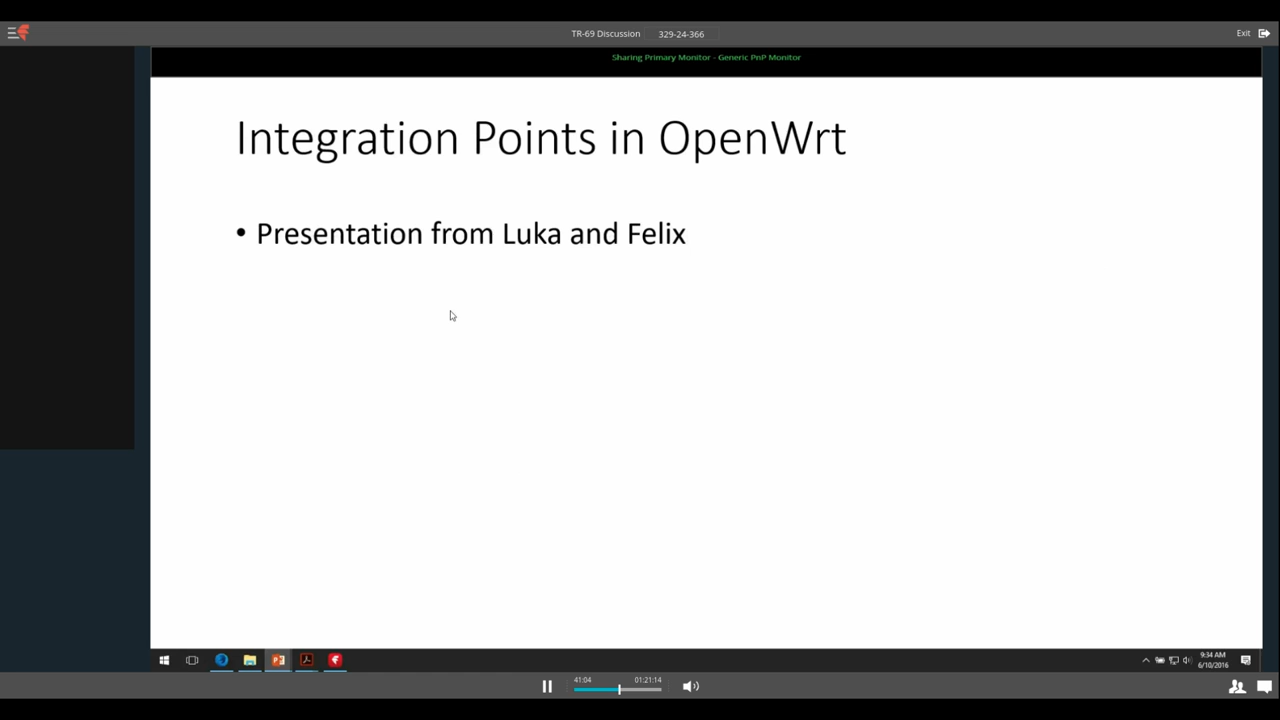 TR-69 Discussion 329-24-366 Exit
Sharing Primary Monitor - Generic PnP Monitor
Integration Points in OpenWrt
• Presentation from Luka and Felix
9:34 AM
6/10/2016
41:04 01:21:14